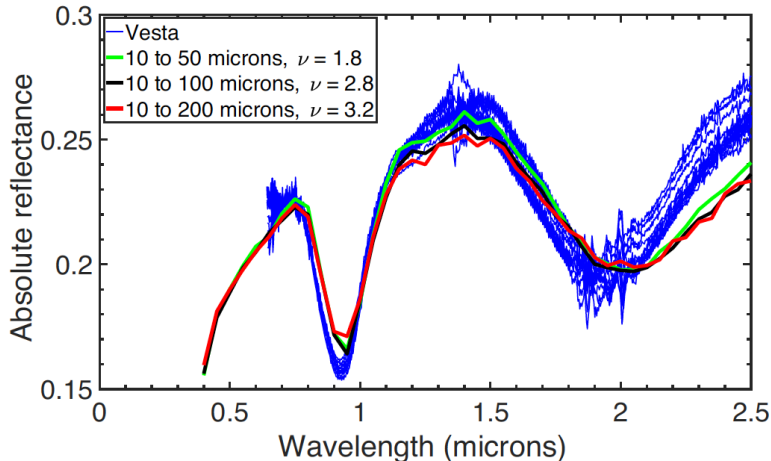 0.3
Vesta
10 to 50 microns, ν = 1.8
10 to 100 microns, ν = 2.8
10 to 200 microns, ν = 3.2
0.25
0.2
0.15
0 0.5 1 1.5 2 2.5
Absolute reflectance
Wavelength (microns)